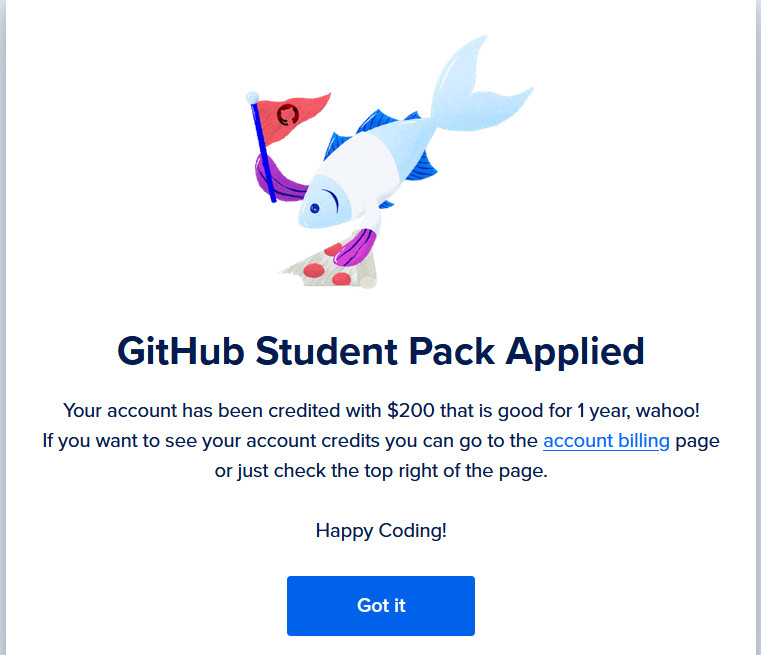 GitHub Student Pack Applied
Your account has been credited with $200 that is good for 1 year, wahoo!
If you want to see your account credits you can go to the account billing page
or just check the top right of the page.
Happy Coding!
Got it